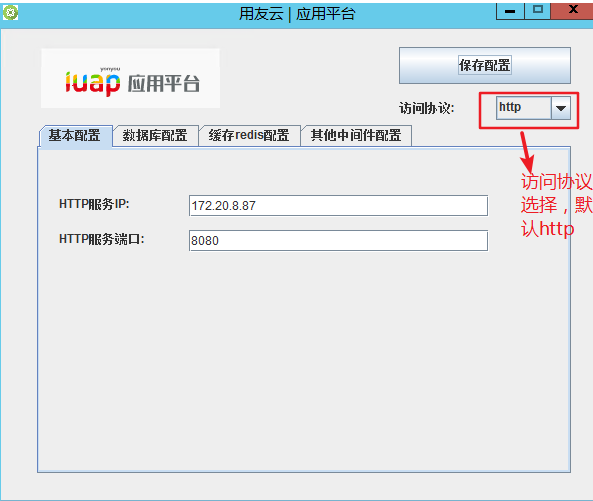 用友云 | 应用平台
yonyou
iuap 应用平台
保存配置
访问协议:
http
基本配置
数据库配置
缓存redis配置
其他中间件配置
访问协议
选择，默
认http
HTTP服务IP:
172.20.8.87
HTTP服务端口:
8080